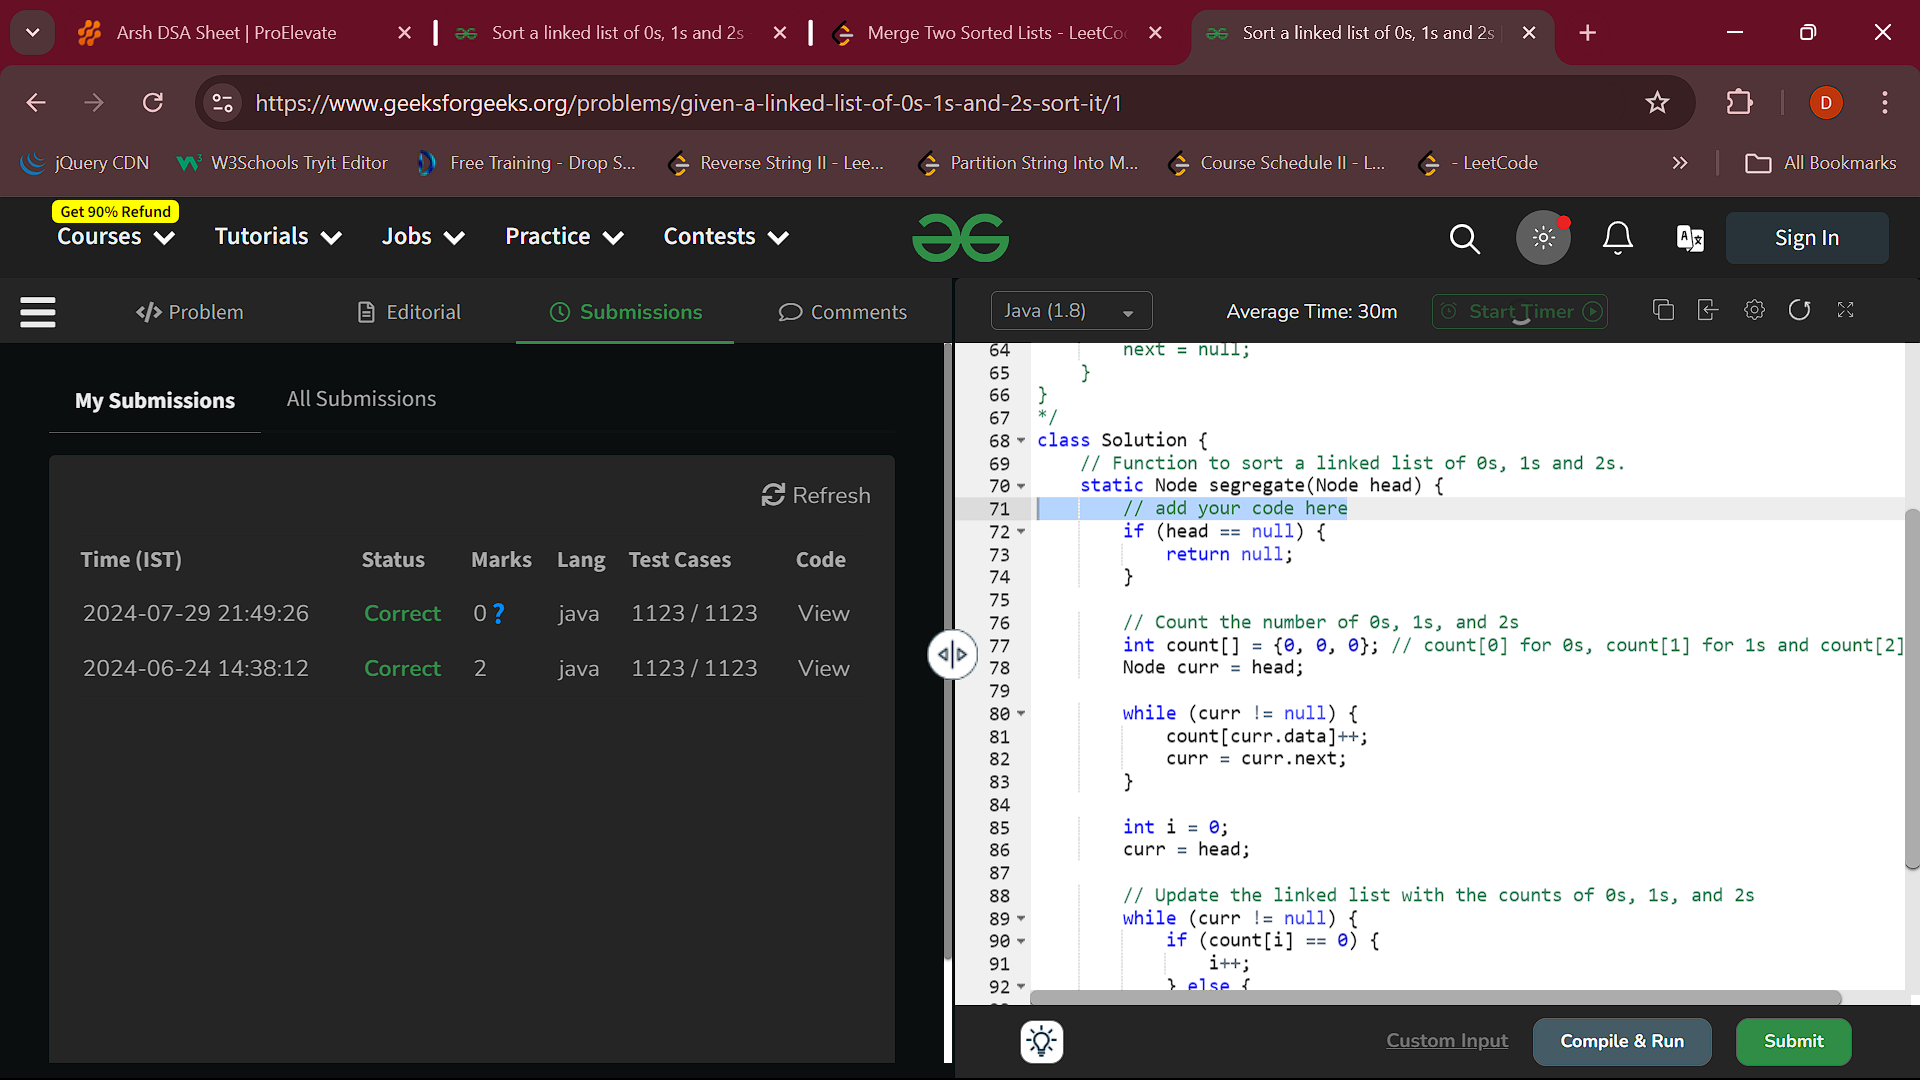 Arsh DSA Sheet | ProElevate
Sort a linked list of 0s, 1s and 2s
Merge Two Sorted Lists - LeetCo
Sort a linked list of 0s, 1s and 2s
https://www.geeksforgeeks.org/problems/given-a-linked-list-of-0s-1s-and-2s-sort-it/1
D
jQuery CDN
W3Schools Tryit Editor
Free Training - Drop S...
Reverse String II - Lee...
Partition String Into M...
Course Schedule II - L...
- LeetCode
All Bookmarks
Get 90% Refund
Courses
Tutorials
Jobs
Practice
Contests
Sign In
</> Problem
Editorial
Submissions
Comments
Java (1.8)
Average Time: 30m
Start Timer
My Submissions
All Submissions
Refresh
Time (IST) Status Marks Lang Test Cases Code
2024-07-29 21:49:26 Correct 0 ? java 1123 / 1123 View
2024-06-24 14:38:12 Correct 2 java 1123 / 1123 View
64 next = null;
65 }
66 }
67 */
68 class Solution {
69 // Function to sort a linked list of 0s, 1s and 2s.
70 static Node segregate(Node head) {
71 // add your code here
72 if (head == null) {
73 return null;
74 }
75
76 // Count the number of 0s, 1s, and 2s
77 int count[] = {0, 0, 0}; // count[0] for 0s, count[1] for 1s and count[2]
78 Node curr = head;
79
80 while (curr != null) {
81 count[curr.data]++;
82 curr = curr.next;
83 }
84
85 int i = 0;
86 curr = head;
87
88 // Update the linked list with the counts of 0s, 1s, and 2s
89 while (curr != null) {
90 if (count[i] == 0) {
91 i++;
92 } else {
Custom Input
Compile & Run
Submit